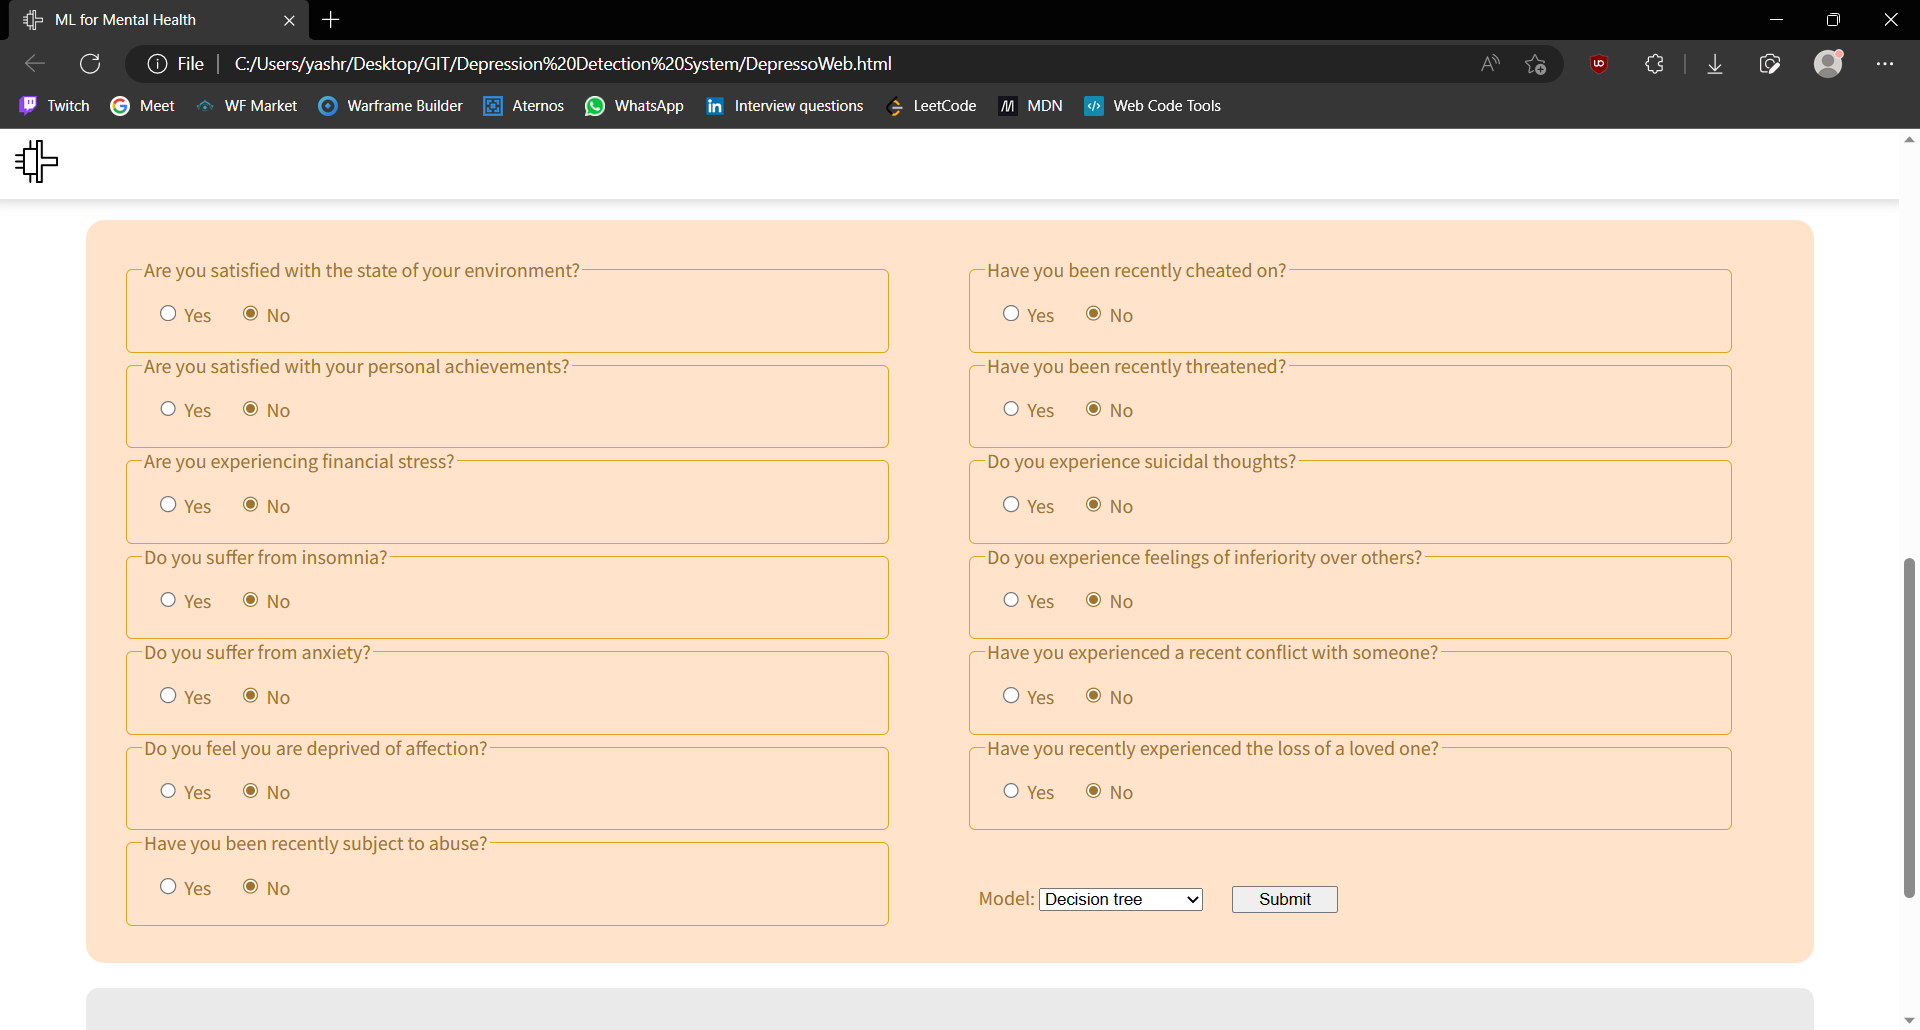 ML for Mental Health
File
C:/Users/yashr/Desktop/GIT/Depression%20Detection%20System/DepressoWeb.html
Twitch
Meet
WF Market
Warframe Builder
Aternos
WhatsApp
Interview questions
LeetCode
MDN
Web Code Tools
Are you satisfied with the state of your environment?
Yes No
Are you satisfied with your personal achievements?
Yes No
Are you experiencing financial stress?
Yes No
Do you suffer from insomnia?
Yes No
Do you suffer from anxiety?
Yes No
Do you feel you are deprived of affection?
Yes No
Have you been recently subject to abuse?
Yes No
Have you been recently cheated on?
Yes No
Have you been recently threatened?
Yes No
Do you experience suicidal thoughts?
Yes No
Do you experience feelings of inferiority over others?
Yes No
Have you experienced a recent conflict with someone?
Yes No
Have you recently experienced the loss of a loved one?
Yes No
Model: Decision tree Submit